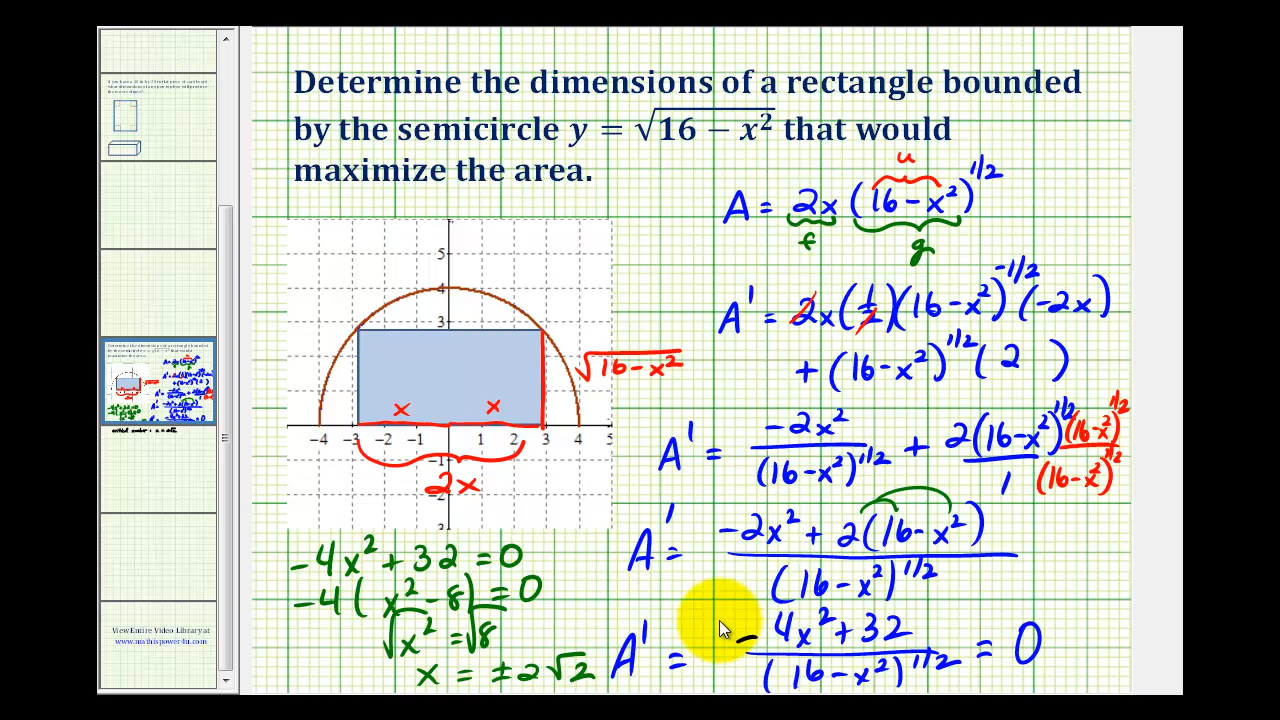 Determine the dimensions of a rectangle bounded
by the semicircle y = √(16 − x²) that would
maximize the area.
u
A = 2x (16 − x²)^1/2
f g
A' = 2x(1/2)(16 − x²)^-1/2 (−2x)
+ (16 − x²)^1/2 (2 )
A' = −2x² / (16 − x²)^1/2 + 2(16 − x²)^1/2 / 1 (16 − x²)^1/2 / (16 − x²)^1/2
A' = −2x² + 2(16 − x²) / (16 − x²)^1/2
A' = −4x² + 32 / (16 − x²)^1/2 = 0
5
4
3
√(16 − x²)
x x
−4 −3 −2 −1 1 2 3 4 5
−1
2x
−2
3
−4x² + 32 = 0
−4(x² − 8) = 0
√x² = √8
x = ±2√2
View Entire Video Library at
www.mathispower4u.com